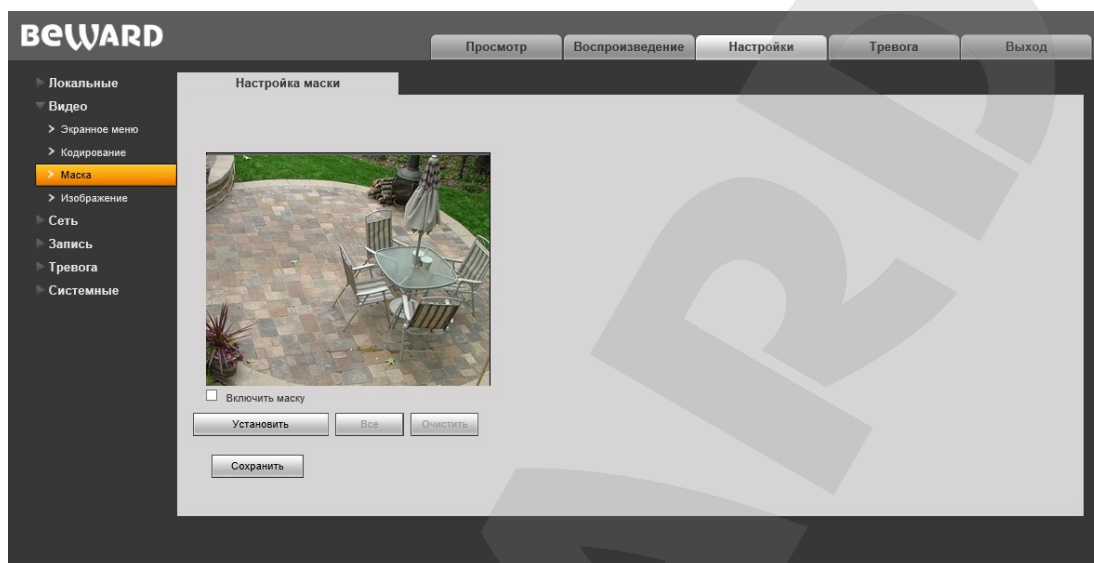 BEWARD
Просмотр
Воспроизведение
Настройки
Тревога
Выход
Локальные
Видео
Экранное меню
Кодирование
Маска
Изображение
Сеть
Запись
Тревога
Системные
Настройка маски
Включить маску
Установить
Все
Очистить
Сохранить